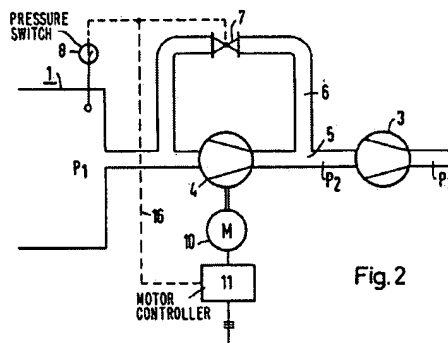 PRESSURE
SWITCH
8
1
7
6
3
5
P1
4
P2
P
16
10
M
11
MOTOR
CONTROLLER
Fig. 2